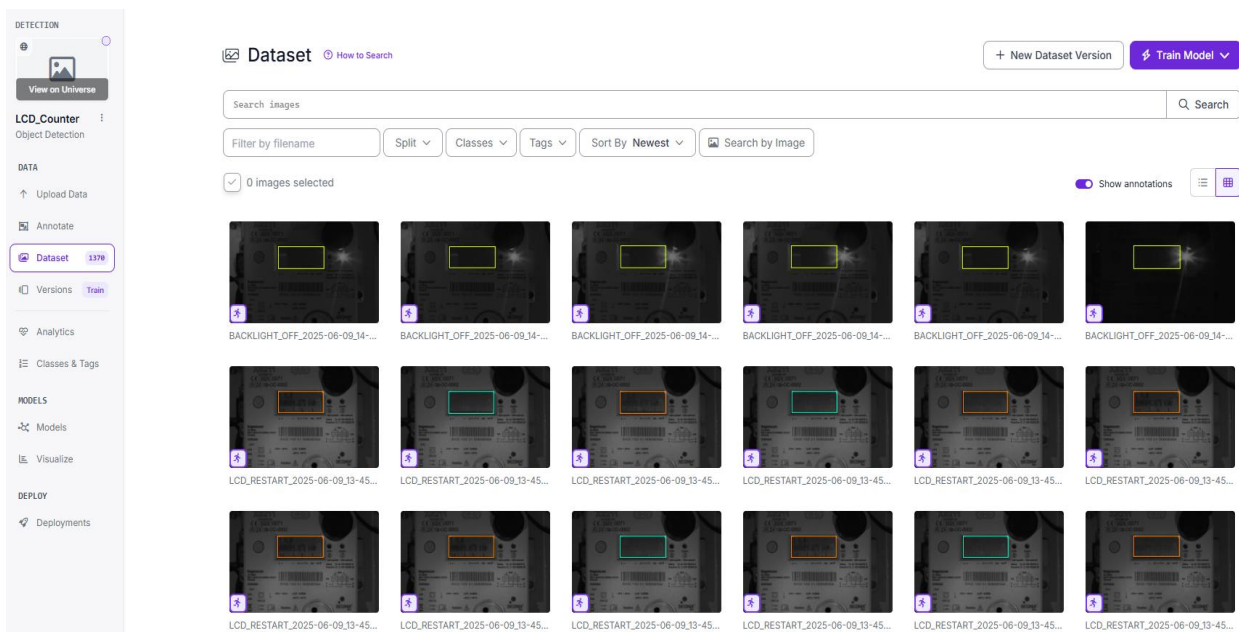 DETECTION
View on Universe
LCD_Counter
Object Detection
DATA
Upload Data
Annotate
Dataset 1370
Versions Train
Analytics
Classes & Tags
MODELS
Models
Visualize
DEPLOY
Deployments
Dataset How to Search
+ New Dataset Version Train Model
Search images Search
Filter by filename Split Classes Tags Sort By Newest Search by Image
0 images selected Show annotations
BACKLIGHT_OFF_2025-06-09_14-... BACKLIGHT_OFF_2025-06-09_14-... BACKLIGHT_OFF_2025-06-09_14-... BACKLIGHT_OFF_2025-06-09_14-... BACKLIGHT_OFF_2025-06-09_14-... BACKLIGHT_OFF_2025-06-09_14-...
LCD_RESTART_2025-06-09_13-45... LCD_RESTART_2025-06-09_13-45... LCD_RESTART_2025-06-09_13-45... LCD_RESTART_2025-06-09_13-45... LCD_RESTART_2025-06-09_13-45... LCD_RESTART_2025-06-09_13-45...
LCD_RESTART_2025-06-09_13-45... LCD_RESTART_2025-06-09_13-45... LCD_RESTART_2025-06-09_13-45... LCD_RESTART_2025-06-09_13-45... LCD_RESTART_2025-06-09_13-45... LCD_RESTART_2025-06-09_13-45...